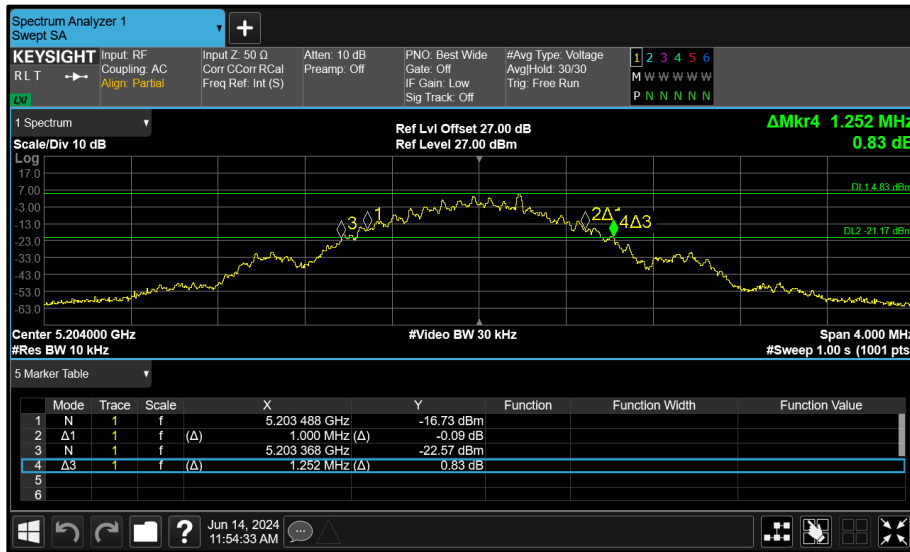 Spectrum Analyzer 1
Swept SA
+
KEYSIGHT
R L T
LXI
Input: RF
Coupling: AC
Align: Partial
Input Z: 50 Ω
Corr CCorr RCal
Freq Ref: Int (S)
Atten: 10 dB
Preamp: Off
PNO: Best Wide
Gate: Off
IF Gain: Low
Sig Track: Off
#Avg Type: Voltage
Avg|Hold: 30/30
Trig: Free Run
1 2 3 4 5 6
M W W W W W
P N N N N N
1 Spectrum
Scale/Div 10 dB
Ref Lvl Offset 27.00 dB
Ref Level 27.00 dBm
ΔMkr4 1.252 MHz
0.83 dB
Log
17.0
7.00
-3.00
-13.0
-23.0
-33.0
-43.0
-53.0
-63.0
DL1 4.83 dBm
3
1
2Δ1
4Δ3
DL2 -21.17 dBm
Center 5.204000 GHz
#Video BW 30 kHz
Span 4.000 MHz
#Res BW 10 kHz
#Sweep 1.00 s (1001 pts)
5 Marker Table
Mode Trace Scale X Y Function Function Width Function Value
1 N 1 f 5.203 488 GHz -16.73 dBm
2 Δ1 1 f (Δ) 1.000 MHz (Δ) -0.09 dB
3 N 1 f 5.203 368 GHz -22.57 dBm
4 Δ3 1 f (Δ) 1.252 MHz (Δ) 0.83 dB
5
6
?
Jun 14, 2024
11:54:33 AM